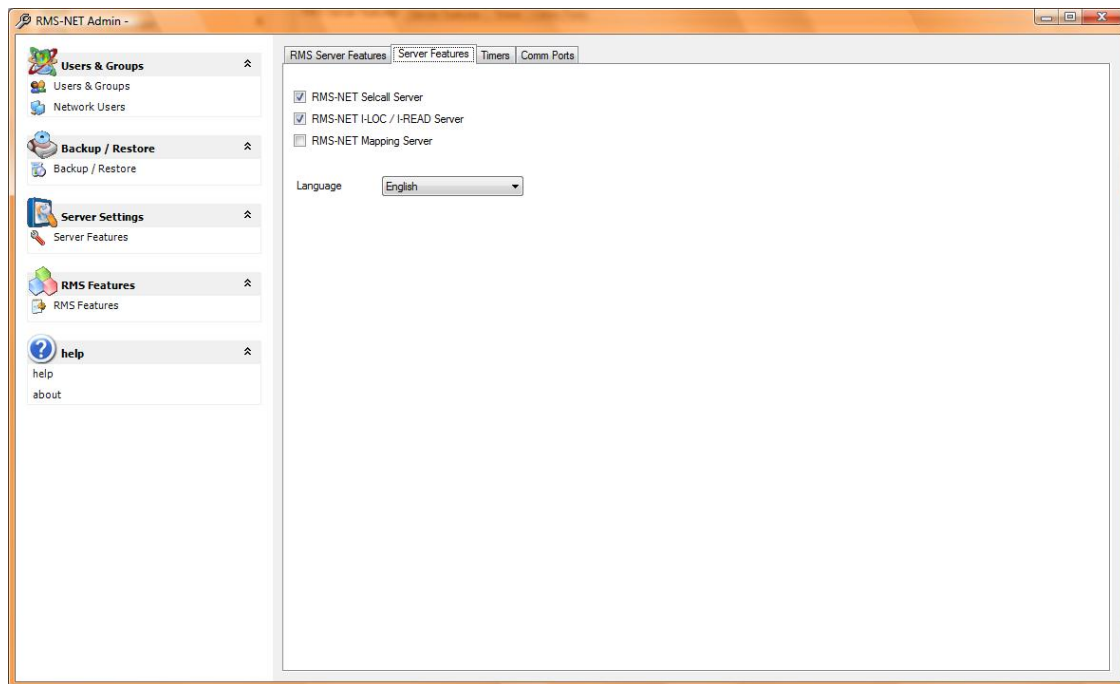 RMS-NET Admin -
Users & Groups
Users & Groups
Network Users
Backup / Restore
Backup / Restore
Server Settings
Server Features
RMS Features
RMS Features
help
help
about
RMS Server Features Server Features Timers Comm Ports
RMS-NET Selcall Server
RMS-NET I-LOC / I-READ Server
RMS-NET Mapping Server
Language English